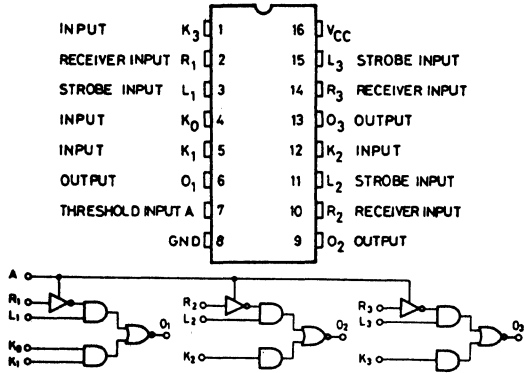 INPUT K3 1 16 VCC
RECEIVER INPUT R1 2 15 L3 STROBE INPUT
STROBE INPUT L1 3 14 R3 RECEIVER INPUT
INPUT K0 4 13 O3 OUTPUT
INPUT K1 5 12 K2 INPUT
OUTPUT O1 6 11 L2 STROBE INPUT
THRESHOLD INPUT A 7 10 R2 RECEIVER INPUT
GND 8 9 O2 OUTPUT
A
R1 R2 R3
L1 O1 L2 O2 L3 O3
K0 K2 K3
K1